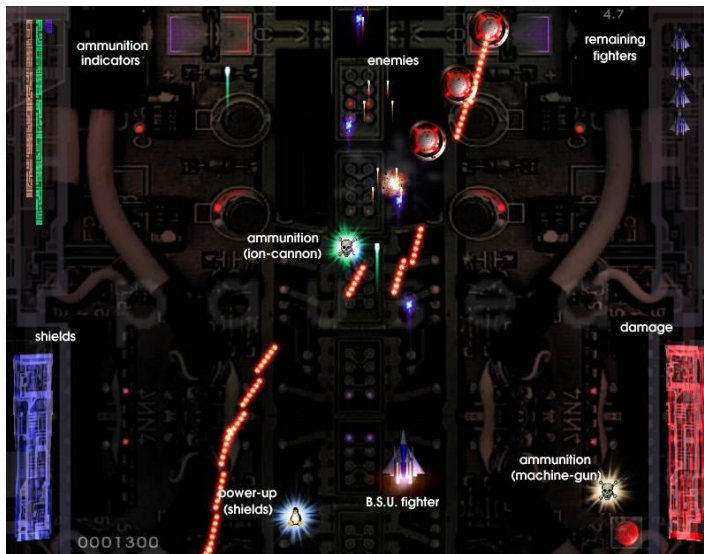 4.7
ammunition
indicators
enemies
remaining
fighters
ammunition
(ion-cannon)
pause
shields
damage
ammunition
(machine-gun)
power-up
(shields)
B.S.U. fighter
0001300